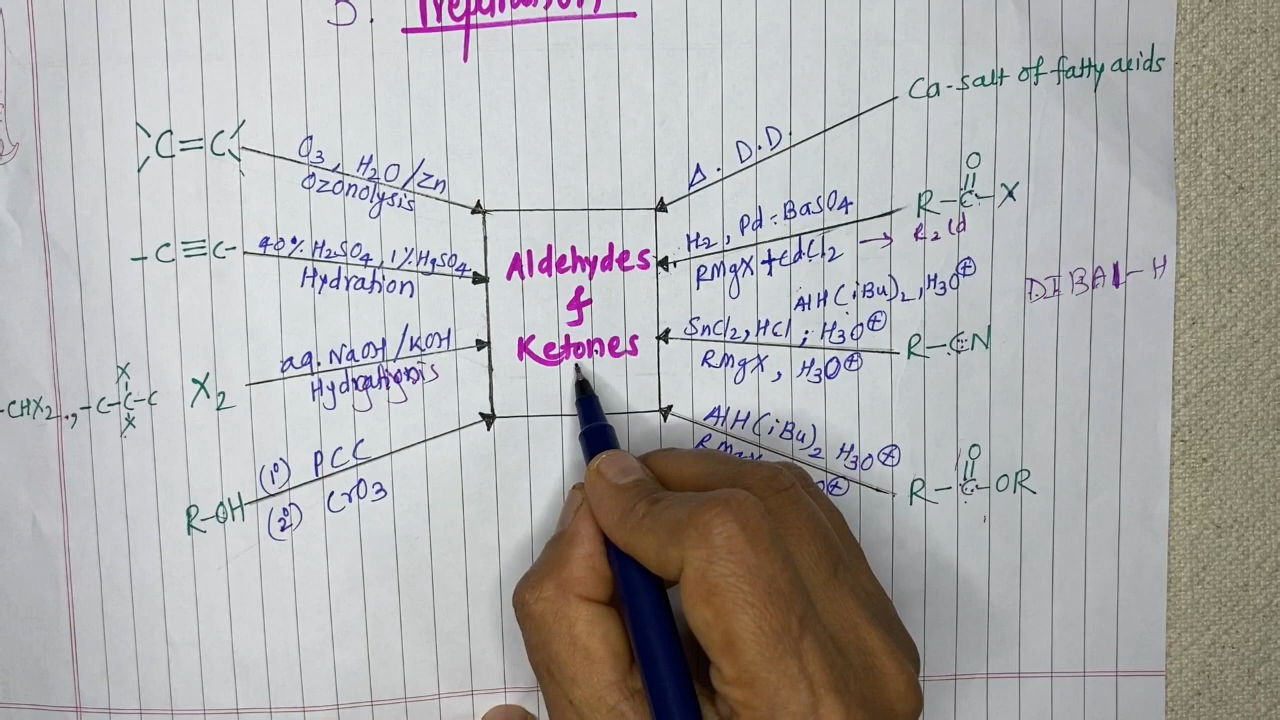 3. Preparation
Ca-salt of fatty acids
Δ. D.D.
>C=C<
O3, H2O/Zn
Ozonolysis
R-C-X
O
H2, Pd-BaSO4
RMgX + CdCl2 → R2Cd
-C≡C-
40% H2SO4, 1% HgSO4
Hydration
Aldehydes
&
Ketones
AlH(iBu)2, H3O⊕
DIBAL-H
SnCl2, HCl; H3O⊕
RMgX, H3O⊕
R-C≡N
aq. NaOH/KOH
X2
-CHX2, -C-C-C
X
X
AlH(iBu)2 H3O⊕
RMgX
O⊕
R-C-OR
O
R-OH
(1°) PCC
(2°) CrO3